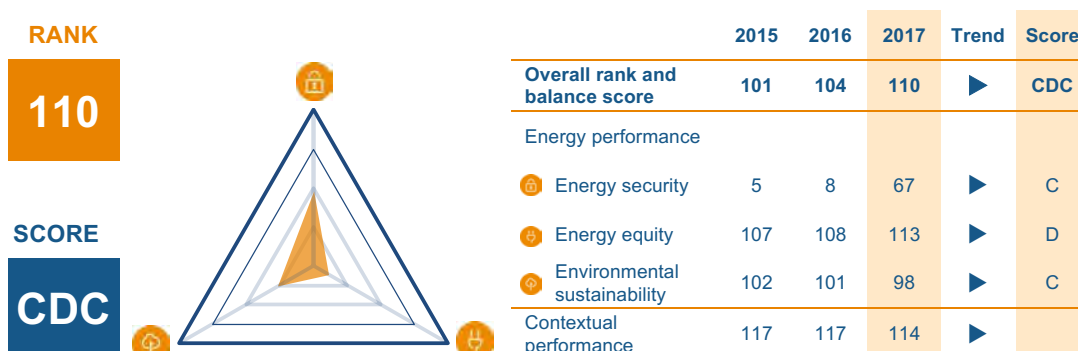 RANK
110
SCORE
CDC
2015 2016 2017 Trend Score
Overall rank and
balance score 101 104 110 CDC
Energy performance
Energy security 5 8 67 C
Energy equity 107 108 113 D
Environmental
sustainability 102 101 98 C
Contextual
performance 117 117 114